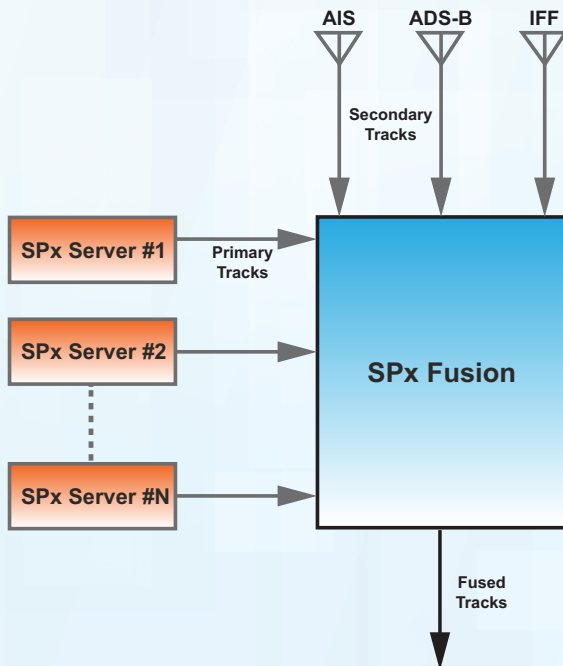 AIS ADS-B IFF
Secondary
Tracks
SPx Server #1
Primary
Tracks
SPx Server #2
SPx Fusion
SPx Server #N
Fused
Tracks